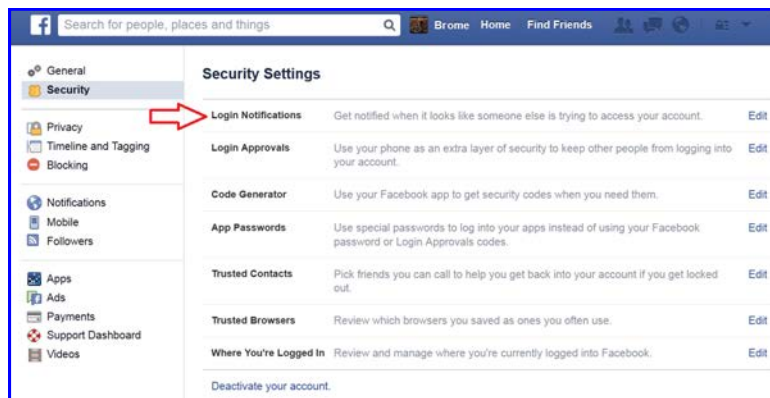 f Search for people, places and things Brome Home Find Friends
General
Security
Privacy
Timeline and Tagging
Blocking
Notifications
Mobile
Followers
Apps
Ads
Payments
Support Dashboard
Videos
Security Settings
Login Notifications Get notified when it looks like someone else is trying to access your account. Edit
Login Approvals Use your phone as an extra layer of security to keep other people from logging into Edit
your account.
Code Generator Use your Facebook app to get security codes when you need them. Edit
App Passwords Use special passwords to log into your apps instead of using your Facebook Edit
password or Login Approvals codes.
Trusted Contacts Pick friends you can call to help you get back into your account if you get locked Edit
out.
Trusted Browsers Review which browsers you saved as ones you often use. Edit
Where You're Logged In Review and manage where you're currently logged into Facebook. Edit
Deactivate your account.